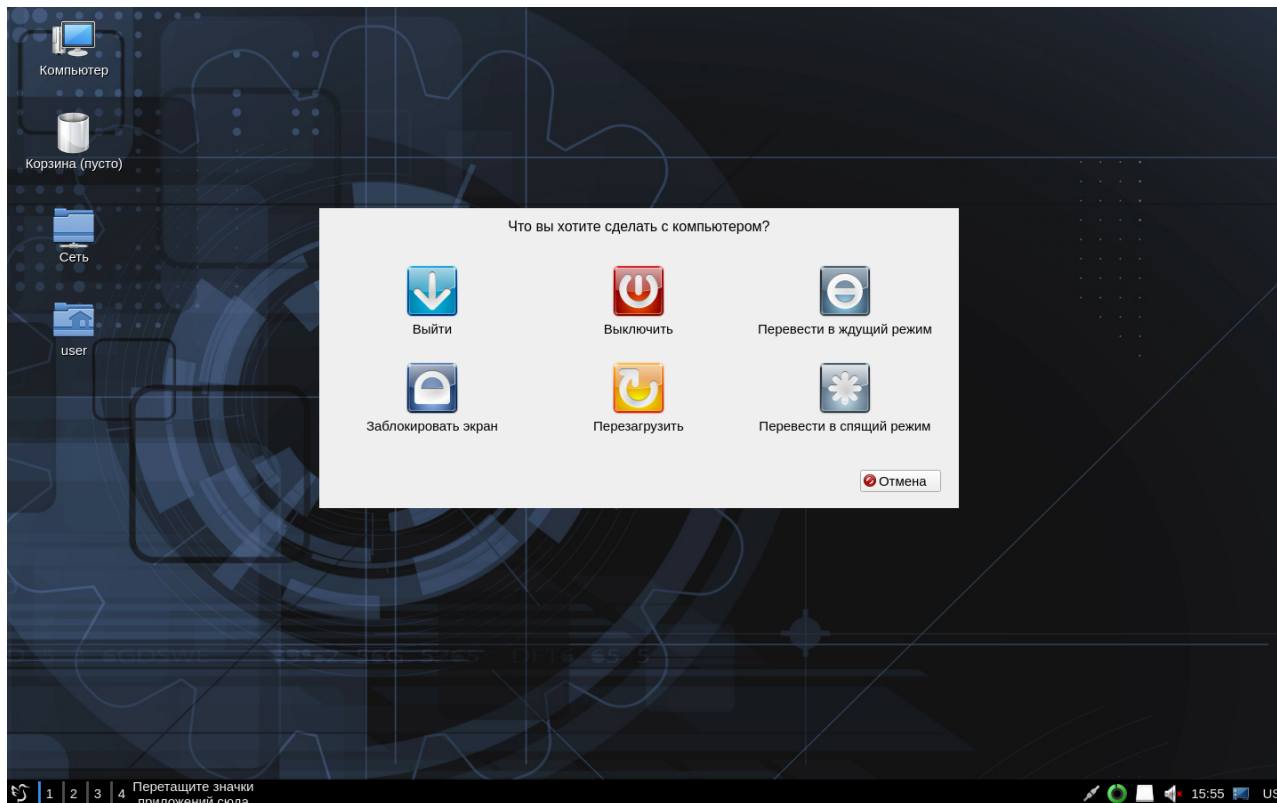 Компьютер
Корзина (пусто)
Сеть
user
Что вы хотите сделать с компьютером?
Выйти
Выключить
Перевести в ждущий режим
Заблокировать экран
Перезагрузить
Перевести в спящий режим
Отмена
1 2 3 4
Перетащите значки
приложений сюда
15:55
US